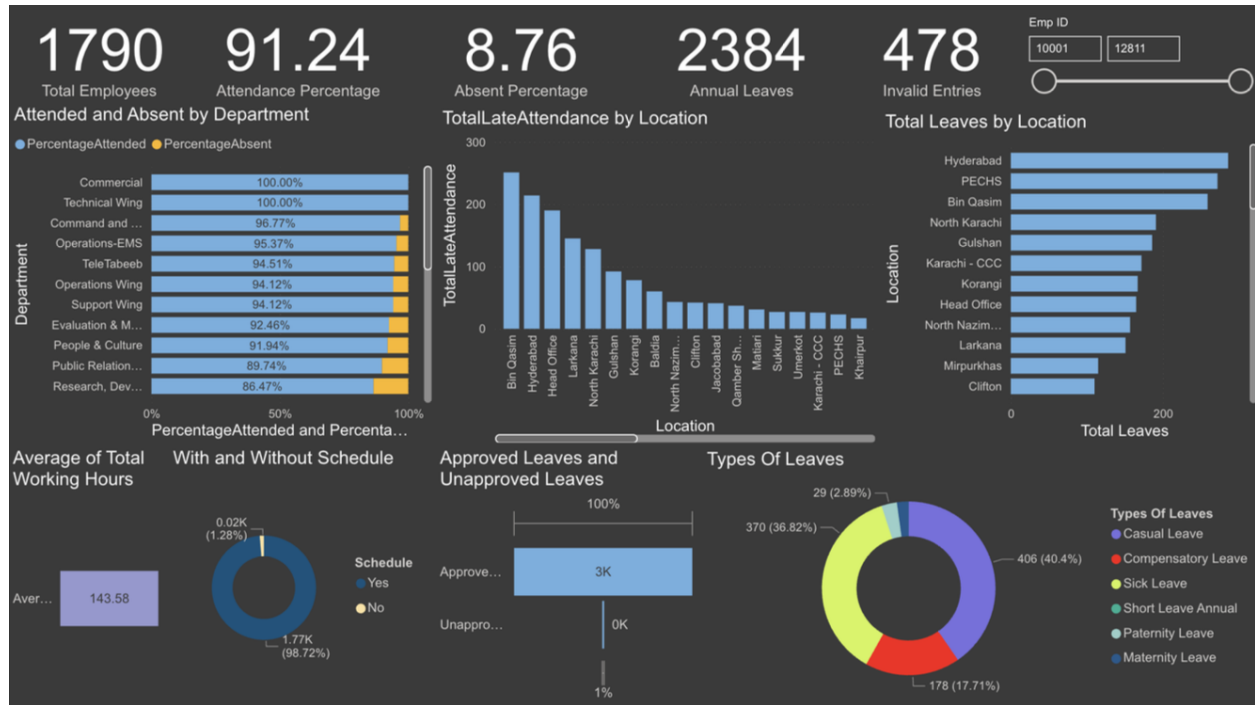 1790
Total Employees
91.24
Attendance Percentage
8.76
Absent Percentage
2384
Annual Leaves
478
Invalid Entries
Emp ID
10001
12811
Attended and Absent by Department
PercentageAttended
PercentageAbsent
Department
Commercial
100.00%
Technical Wing
100.00%
Command and ...
96.77%
Operations-EMS
95.37%
TeleTabeeb
94.51%
Operations Wing
94.12%
Support Wing
94.12%
Evaluation & M...
92.46%
People & Culture
91.94%
Public Relation...
89.74%
Research, Dev...
86.47%
0%
50%
100%
PercentageAttended and Percenta...
TotalLateAttendance by Location
TotalLateAttendance
300
200
100
0
Bin Qasim
Hyderabad
Head Office
Larkana
North Karachi
Gulshan
Korangi
Baldia
North Nazim...
Clifton
Jacobabad
Qamber Sh...
Matiari
Sukkur
Umerkot
Karachi - CCC
PECHS
Khairpur
Location
Total Leaves by Location
Location
Hyderabad
PECHS
Bin Qasim
North Karachi
Gulshan
Karachi - CCC
Korangi
Head Office
North Nazim...
Larkana
Mirpurkhas
Clifton
0
200
Total Leaves
Average of Total
Working Hours
Aver...
143.58
With and Without Schedule
0.02K
(1.28%)
1.77K
(98.72%)
Schedule
Yes
No
Approved Leaves and
Unapproved Leaves
100%
Approve...
3K
Unappro...
0K
1%
Types Of Leaves
29 (2.89%)
370 (36.82%)
406 (40.4%)
178 (17.71%)
Types Of Leaves
Casual Leave
Compensatory Leave
Sick Leave
Short Leave Annual
Paternity Leave
Maternity Leave